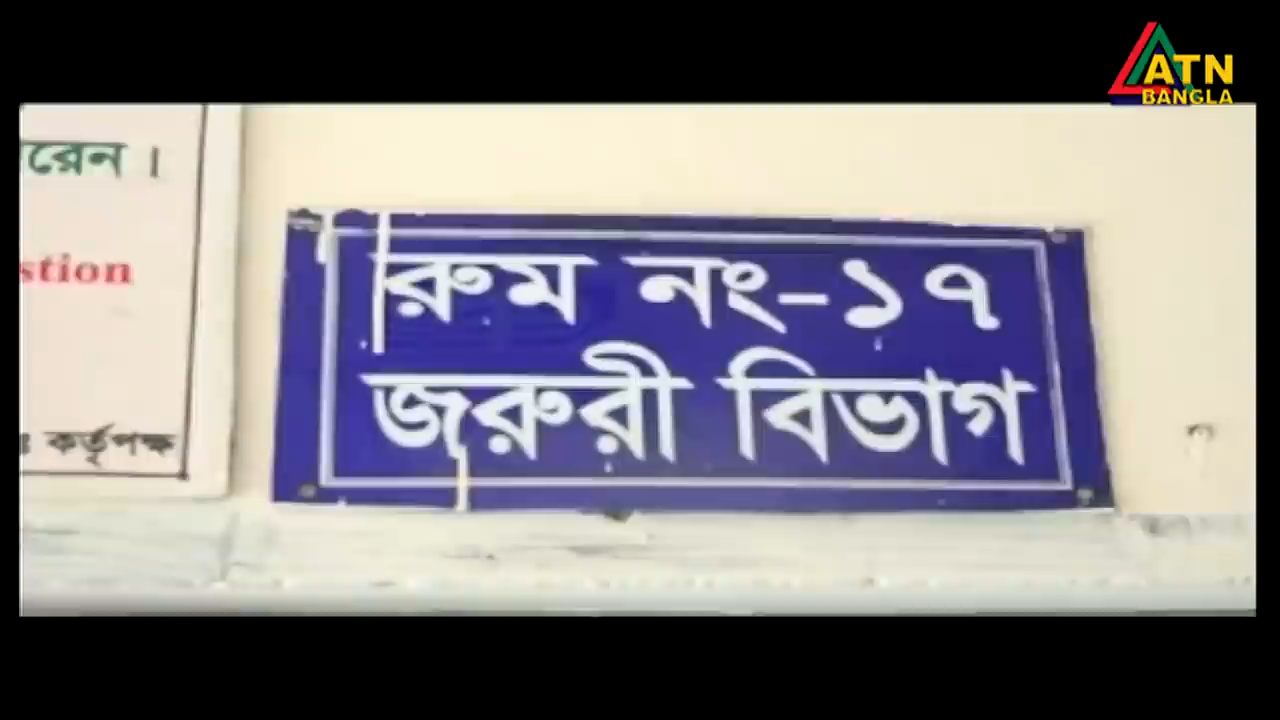 ATN
BANGLA
রেন ।
stion
কর্তৃপক্ষ
রুম নং-১৭
জরুরী বিভাগ